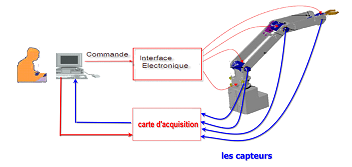 Commande.
Interface.
Electronique.
carte d'acquisition
les capteurs